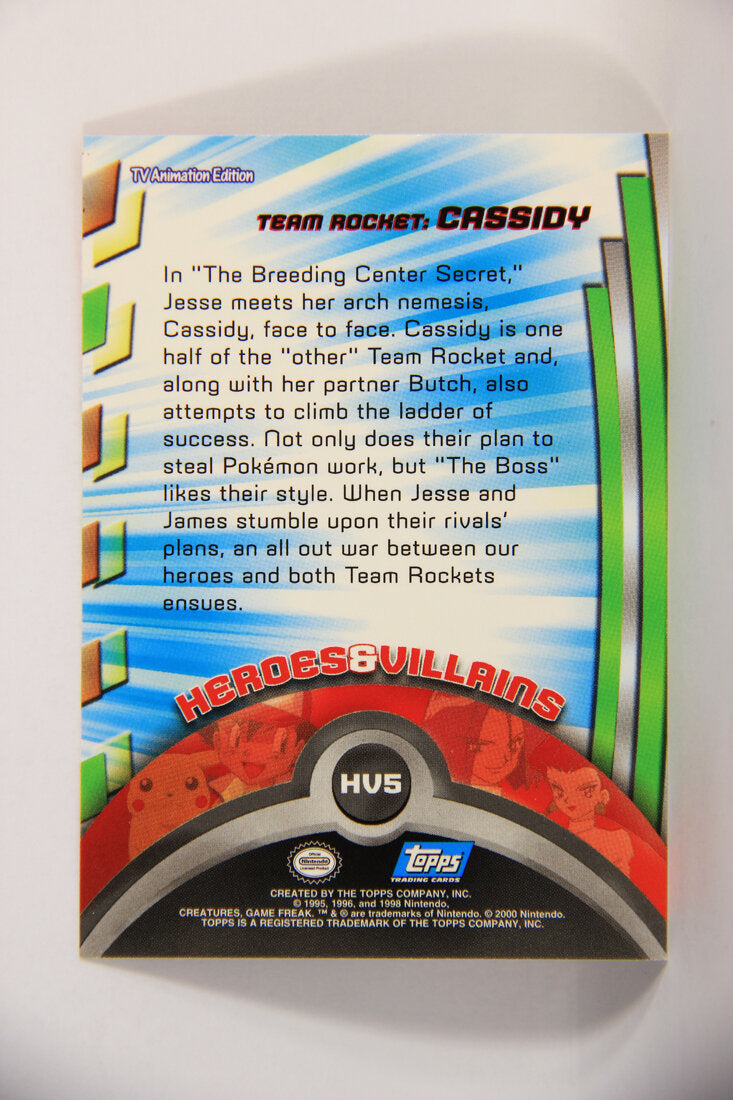 TV Animation Edition
TEAM ROCKET: CASSIDY
In "The Breeding Center Secret,"
Jesse meets her arch nemesis,
Cassidy, face to face. Cassidy is one
half of the "other" Team Rocket and,
along with her partner Butch, also
attempts to climb the ladder of
success. Not only does their plan to
steal Pokémon work, but "The Boss"
likes their style. When Jesse and
James stumble upon their rivals'
plans, an all out war between our
heroes and both Team Rockets
ensues.
HEROES&VILLAINS
HV5
Official
Nintendo
Licensed Product
Topps
TRADING CARDS
CREATED BY THE TOPPS COMPANY, INC.
© 1995, 1996, and 1998 Nintendo,
CREATURES, GAME FREAK. ™ & ® are trademarks of Nintendo. © 2000 Nintendo.
TOPPS IS A REGISTERED TRADEMARK OF THE TOPPS COMPANY, INC.